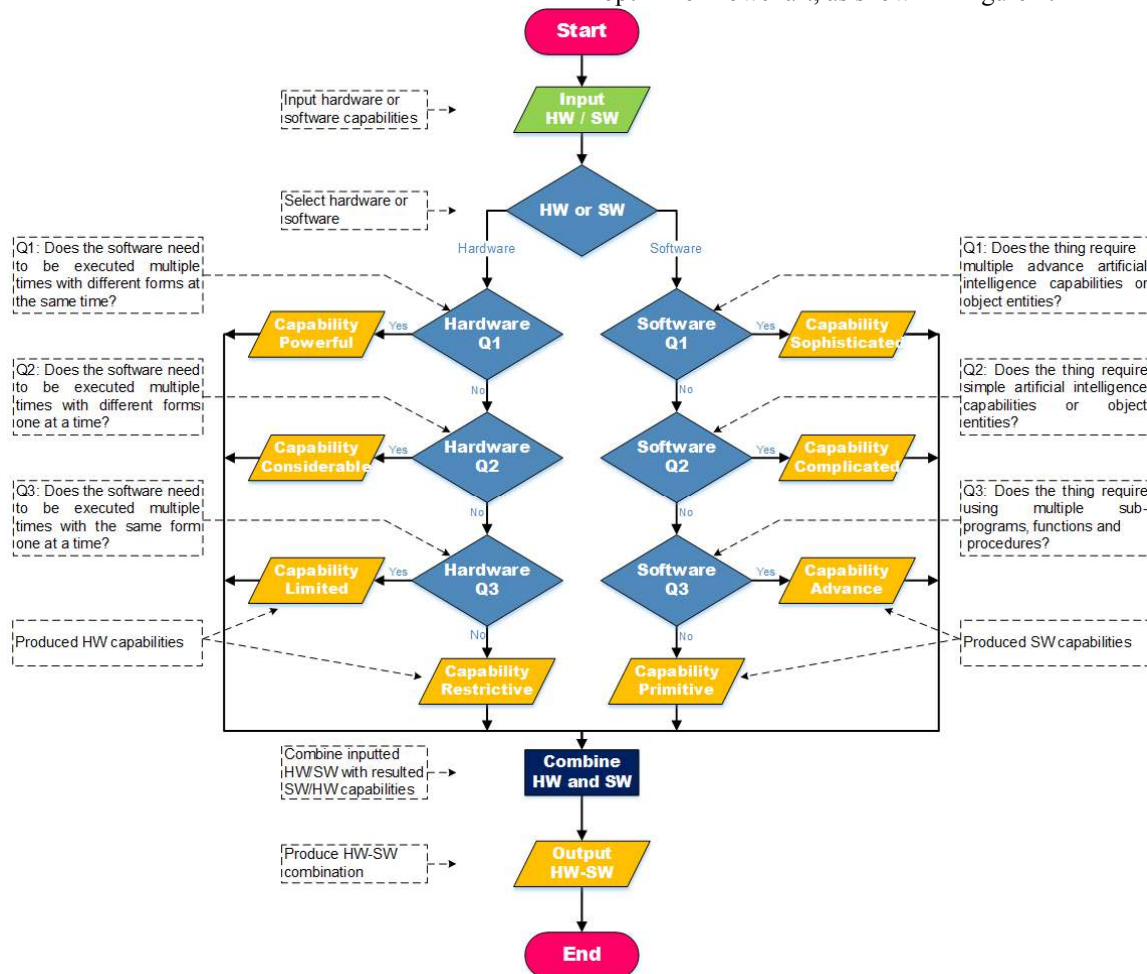 Start
Input hardware or
software capabilities
Input
HW / SW
Select hardware or
software
HW or SW
Hardware
Software
Q1: Does the software need
to be executed multiple
times with different forms at
the same time?
Q1: Does the thing require
multiple advance artificial
intelligence capabilities or
object entities?
Capability
Powerful
Yes
Hardware
Q1
Software
Q1
Yes
Capability
Sophisticated
No
No
Q2: Does the software need
to be executed multiple
times with different forms
one at a time?
Q2: Does the thing require
simple artificial intelligence
capabilities or object
entities?
Capability
Considerable
Yes
Hardware
Q2
Software
Q2
Yes
Capability
Complicated
No
No
Q3: Does the software need
to be executed multiple
times with the same form
one at a time?
Q3: Does the thing require
using multiple sub-
programs, functions and
procedures?
Capability
Limited
Yes
Hardware
Q3
Software
Q3
Yes
Capability
Advance
No
No
Produced HW capabilities
Produced SW capabilities
Capability
Restrictive
Capability
Primitive
Combine inputted
HW/SW with resulted
SW/HW capabilities
Combine
HW and SW
Produce HW-SW
combination
Output
HW-SW
End